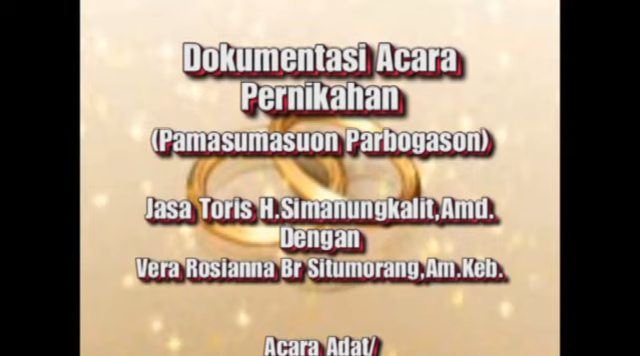 Dokumentasi Acara
Pernikahan
(Pamasumasuon Parbogason)
Jasa Toris H.Simanungkalit,Amd.
Dengan
Vera Rosianna Br Situmorang,Am.Keb.
Acara Adat/